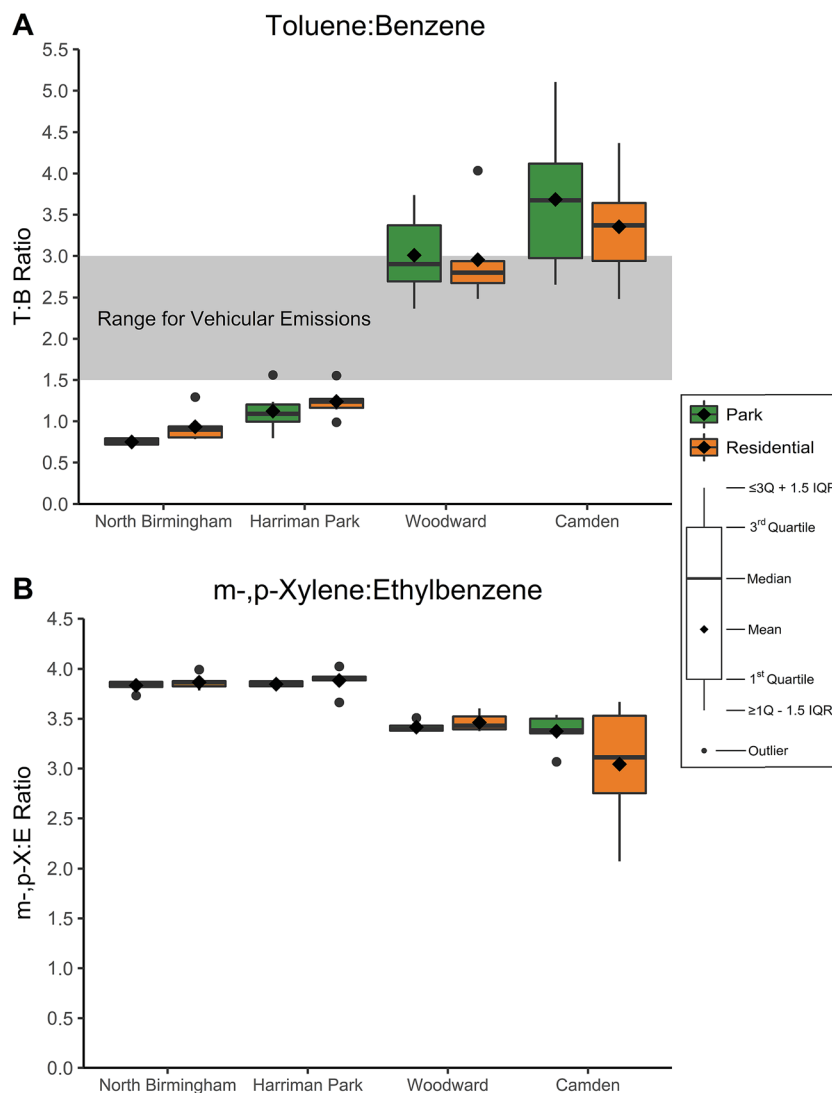 A
Toluene:Benzene
T:B Ratio
5.5
5.0
4.5
4.0
3.5
3.0
2.5
2.0
1.5
1.0
0.5
0.0
Range for Vehicular Emissions
North Birmingham
Harriman Park
Woodward
Camden
Park
Residential
≤3Q + 1.5 IQR
3rd Quartile
Median
Mean
1st Quartile
≥1Q - 1.5 IQR
Outlier
B
m-,p-Xylene:Ethylbenzene
m-,p-X:E Ratio
4.5
4.0
3.5
3.0
2.5
2.0
1.5
1.0
0.5
0.0
North Birmingham
Harriman Park
Woodward
Camden